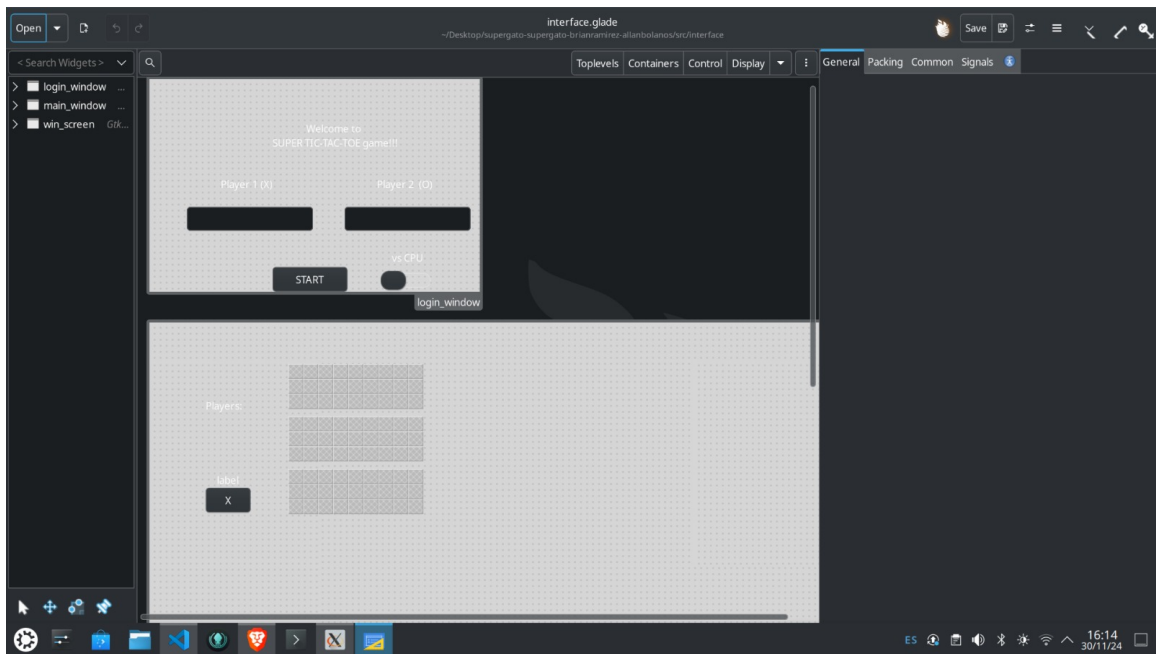 interface.glade
Open
~/Desktop/supergato-supergato-brianramirez-allanbolanos/src/interface
Save
< Search Widgets >
Toplevels Containers Control Display
General Packing Common Signals
login_window ...
main_window ...
win_screen Gtk...
Welcome to
SUPER TIC-TAC-TOE game!!!
Player 1 (X) Player 2 (O)
vs CPU
START
login_window
Players:
label
X
ES
16:14
30/11/24